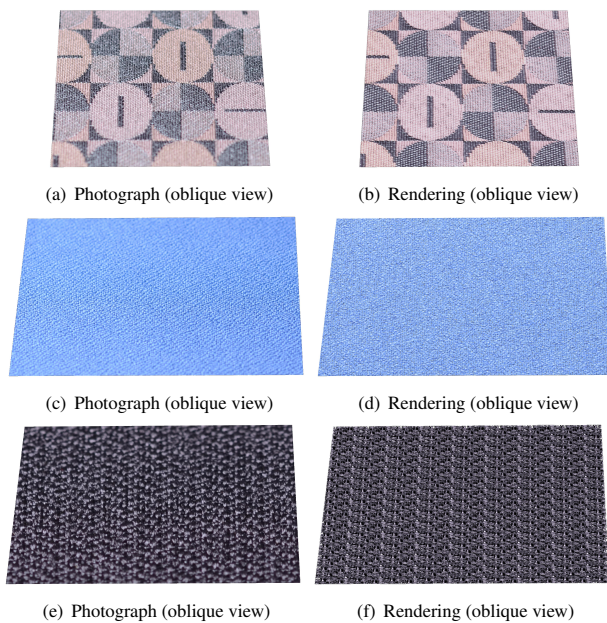 (a) Photograph (oblique view)
(b) Rendering (oblique view)
(c) Photograph (oblique view)
(d) Rendering (oblique view)
(e) Photograph (oblique view)
(f) Rendering (oblique view)